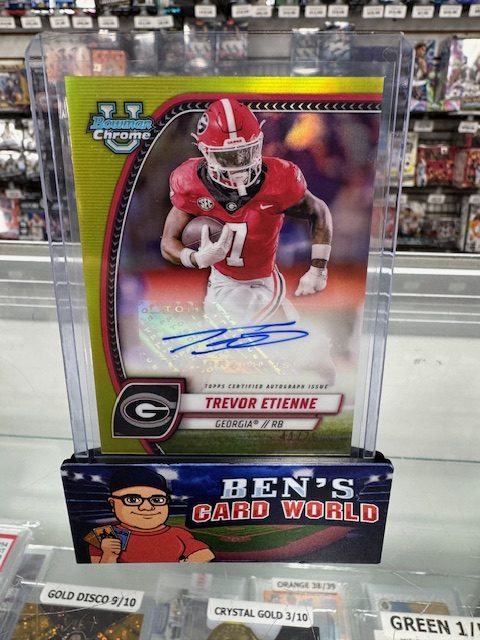 U
Bowman
Chrome
G
SEC
7
TOPPS CERTIFIED AUTOGRAPH ISSUE
TREVOR ETIENNE
G
GEORGIA® // RB
BEN'S
CARD WORLD
ORANGE 38/39
GOLD DISCO 9/10
CRYSTAL GOLD 3/10
GREEN 1/